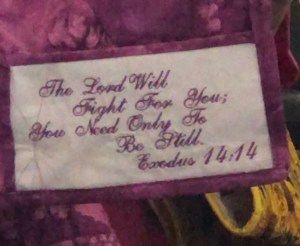 The Lord Will
Fight For You;
You Need Only To
Be Still.
Exodus 14:14